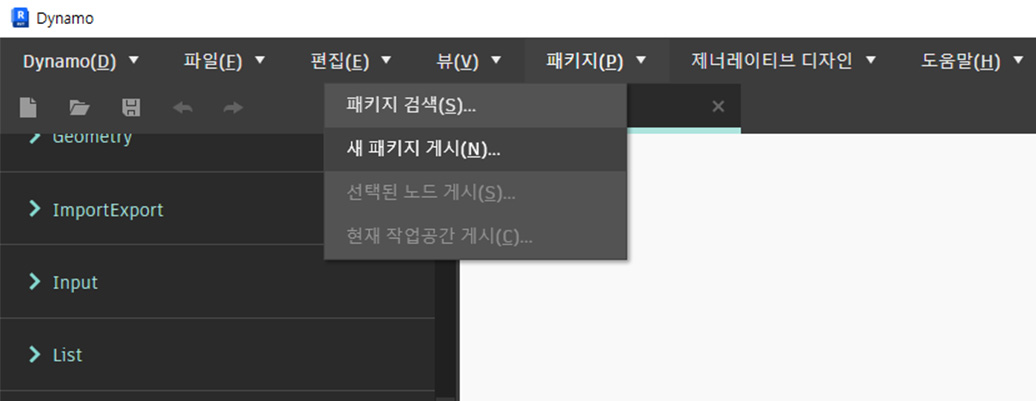 Dynamo
Dynamo(D) 파일(F) 편집(E) 뷰(V) 패키지(P) 제너레이티브 디자인 도움말(H)
패키지 검색(S)...
새 패키지 게시(N)...
선택된 노드 게시(S)...
현재 작업공간 게시(C)...
Geometry
ImportExport
Input
List